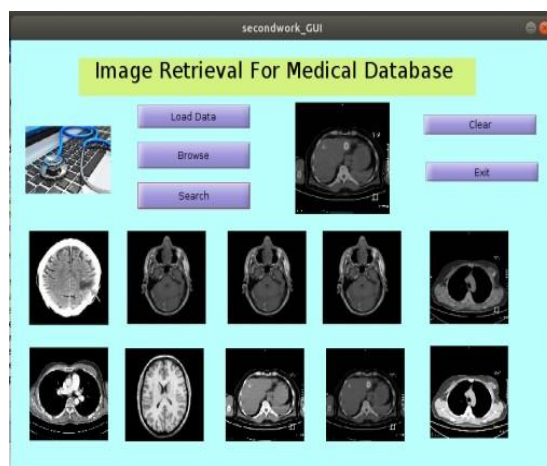 secondwork_GUI
Image Retrieval For Medical Database
Load Data
Browse
Search
Clear
Exit